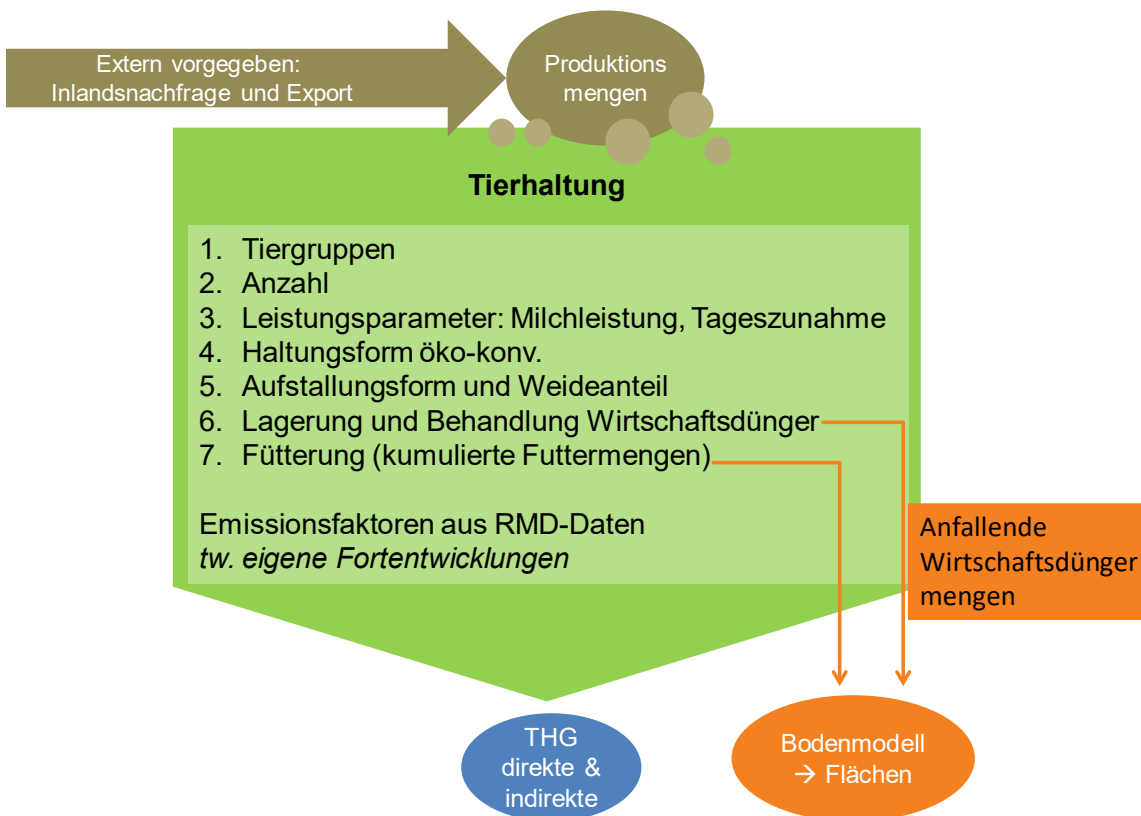 Extern vorgegeben:
Inlandsnachfrage und Export
Produktions
mengen
Tierhaltung
1. Tiergruppen
2. Anzahl
3. Leistungsparameter: Milchleistung, Tageszunahme
4. Haltungsform öko-konv.
5. Aufstallungsform und Weideanteil
6. Lagerung und Behandlung Wirtschaftsdünger
7. Fütterung (kumulierte Futtermengen)
Emissionsfaktoren aus RMD-Daten
tw. eigene Fortentwicklungen
Anfallende
Wirtschaftsdünger
mengen
THG
direkte &
indirekte
Bodenmodell
→ Flächen